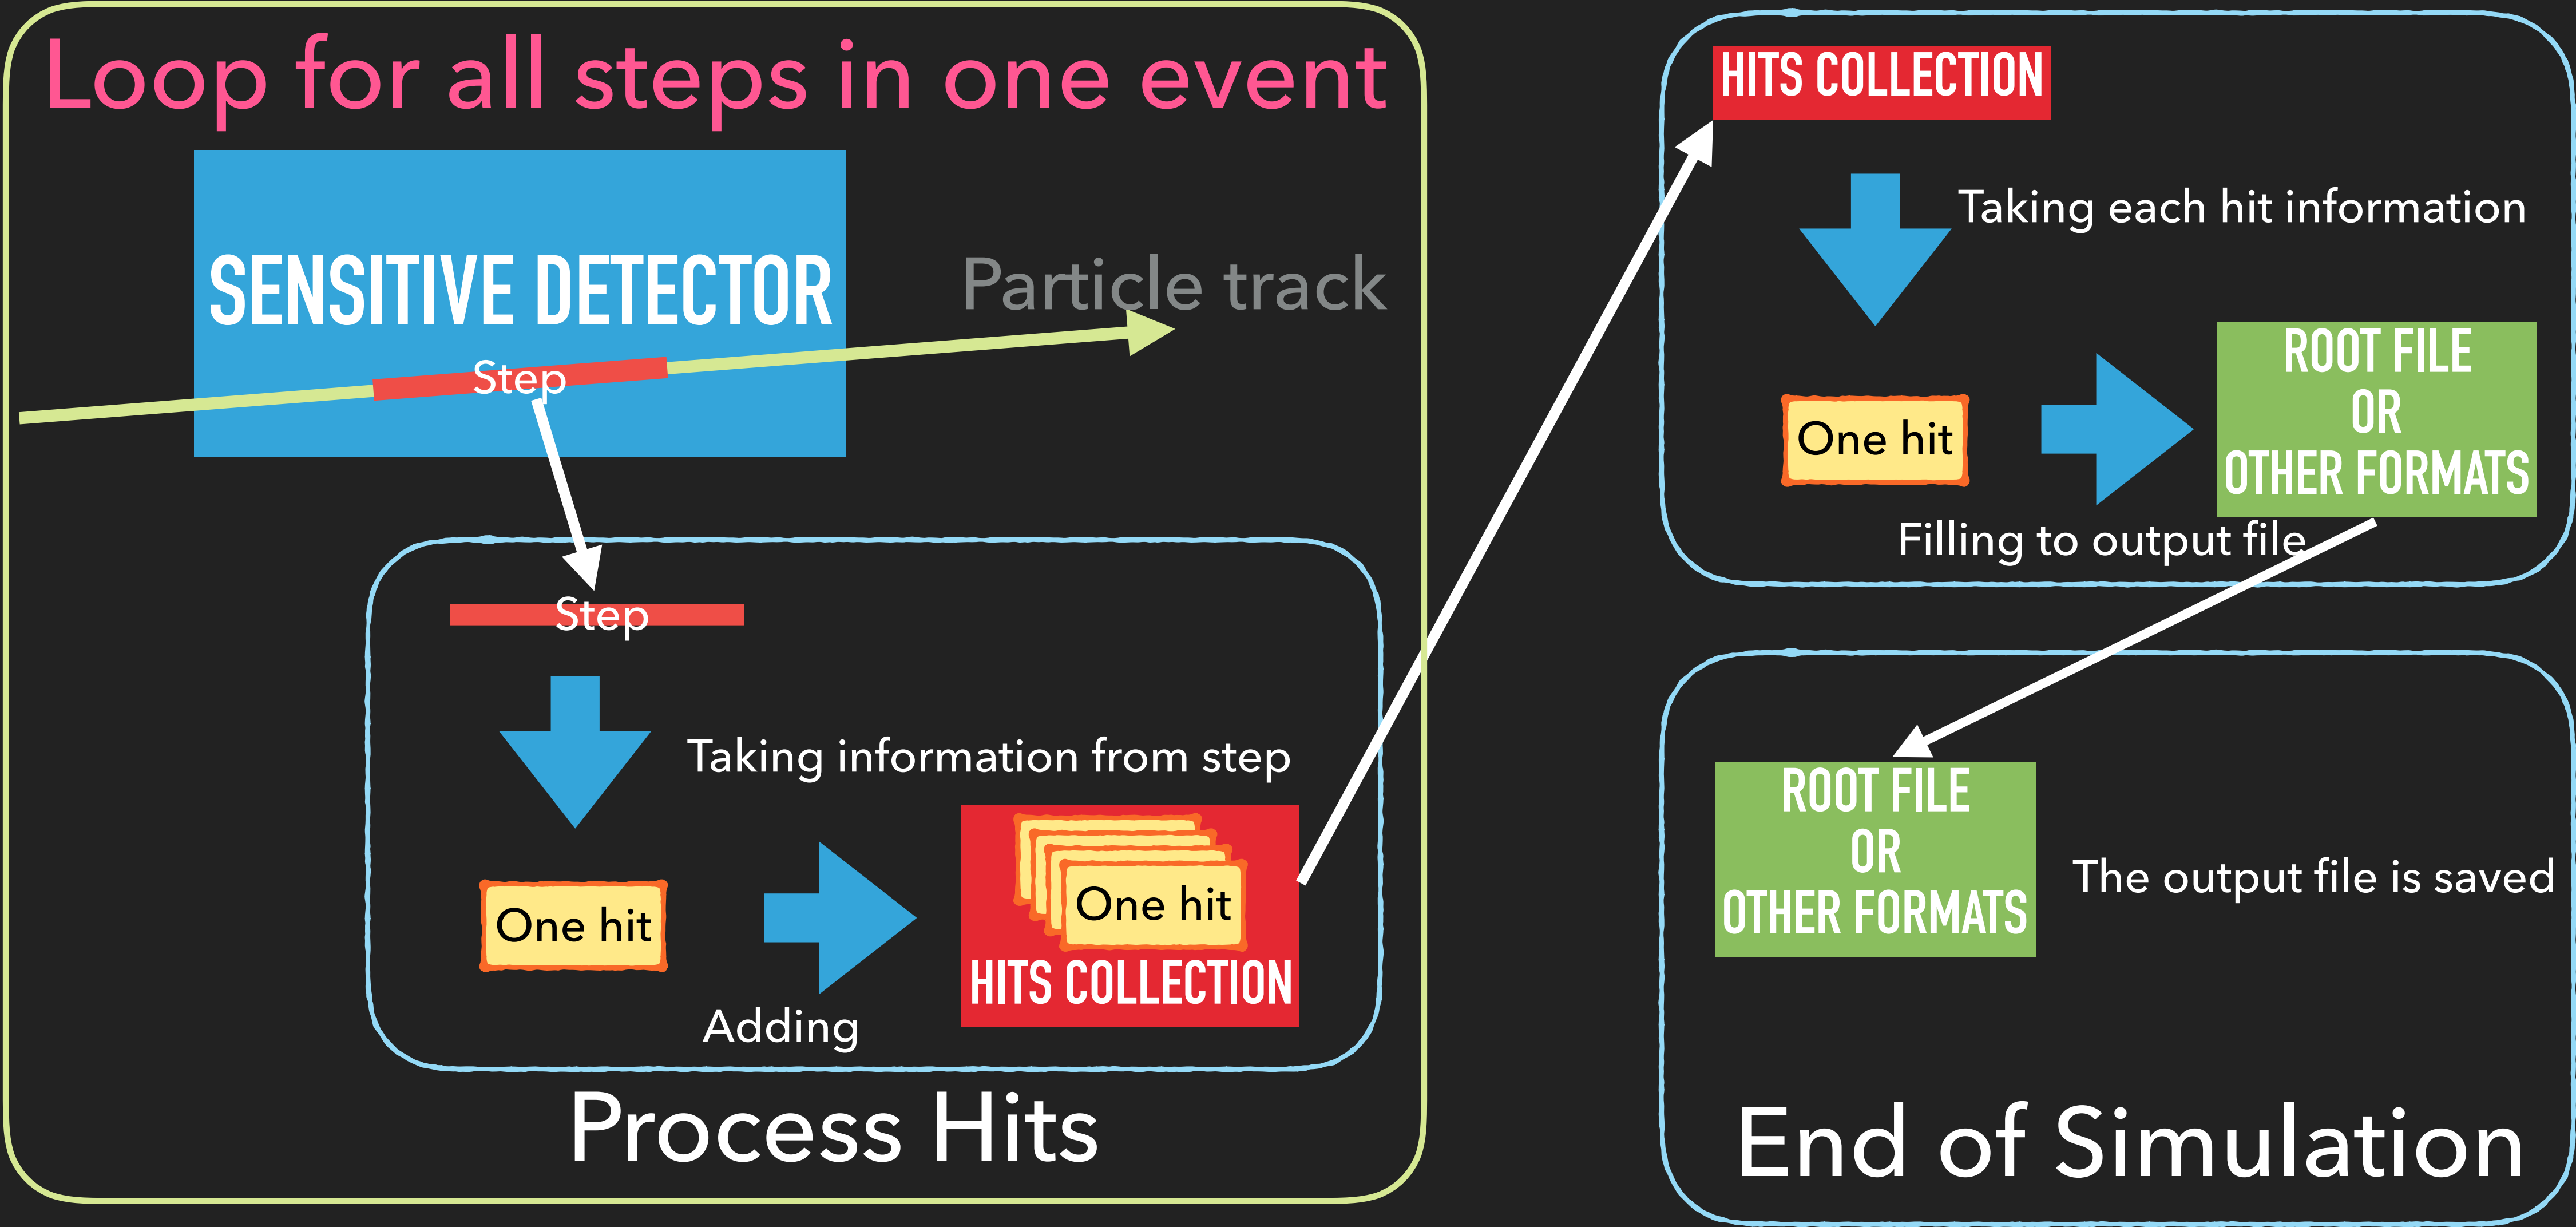 Loop for all steps in one event
SENSITIVE DETECTOR
Particle track
Step
Step
Taking information from step
One hit
Adding
One hit
HITS COLLECTION
Process Hits
HITS COLLECTION
Taking each hit information
One hit
ROOT FILE
OR
OTHER FORMATS
Filling to output file
ROOT FILE
OR
OTHER FORMATS
The output file is saved
End of Simulation